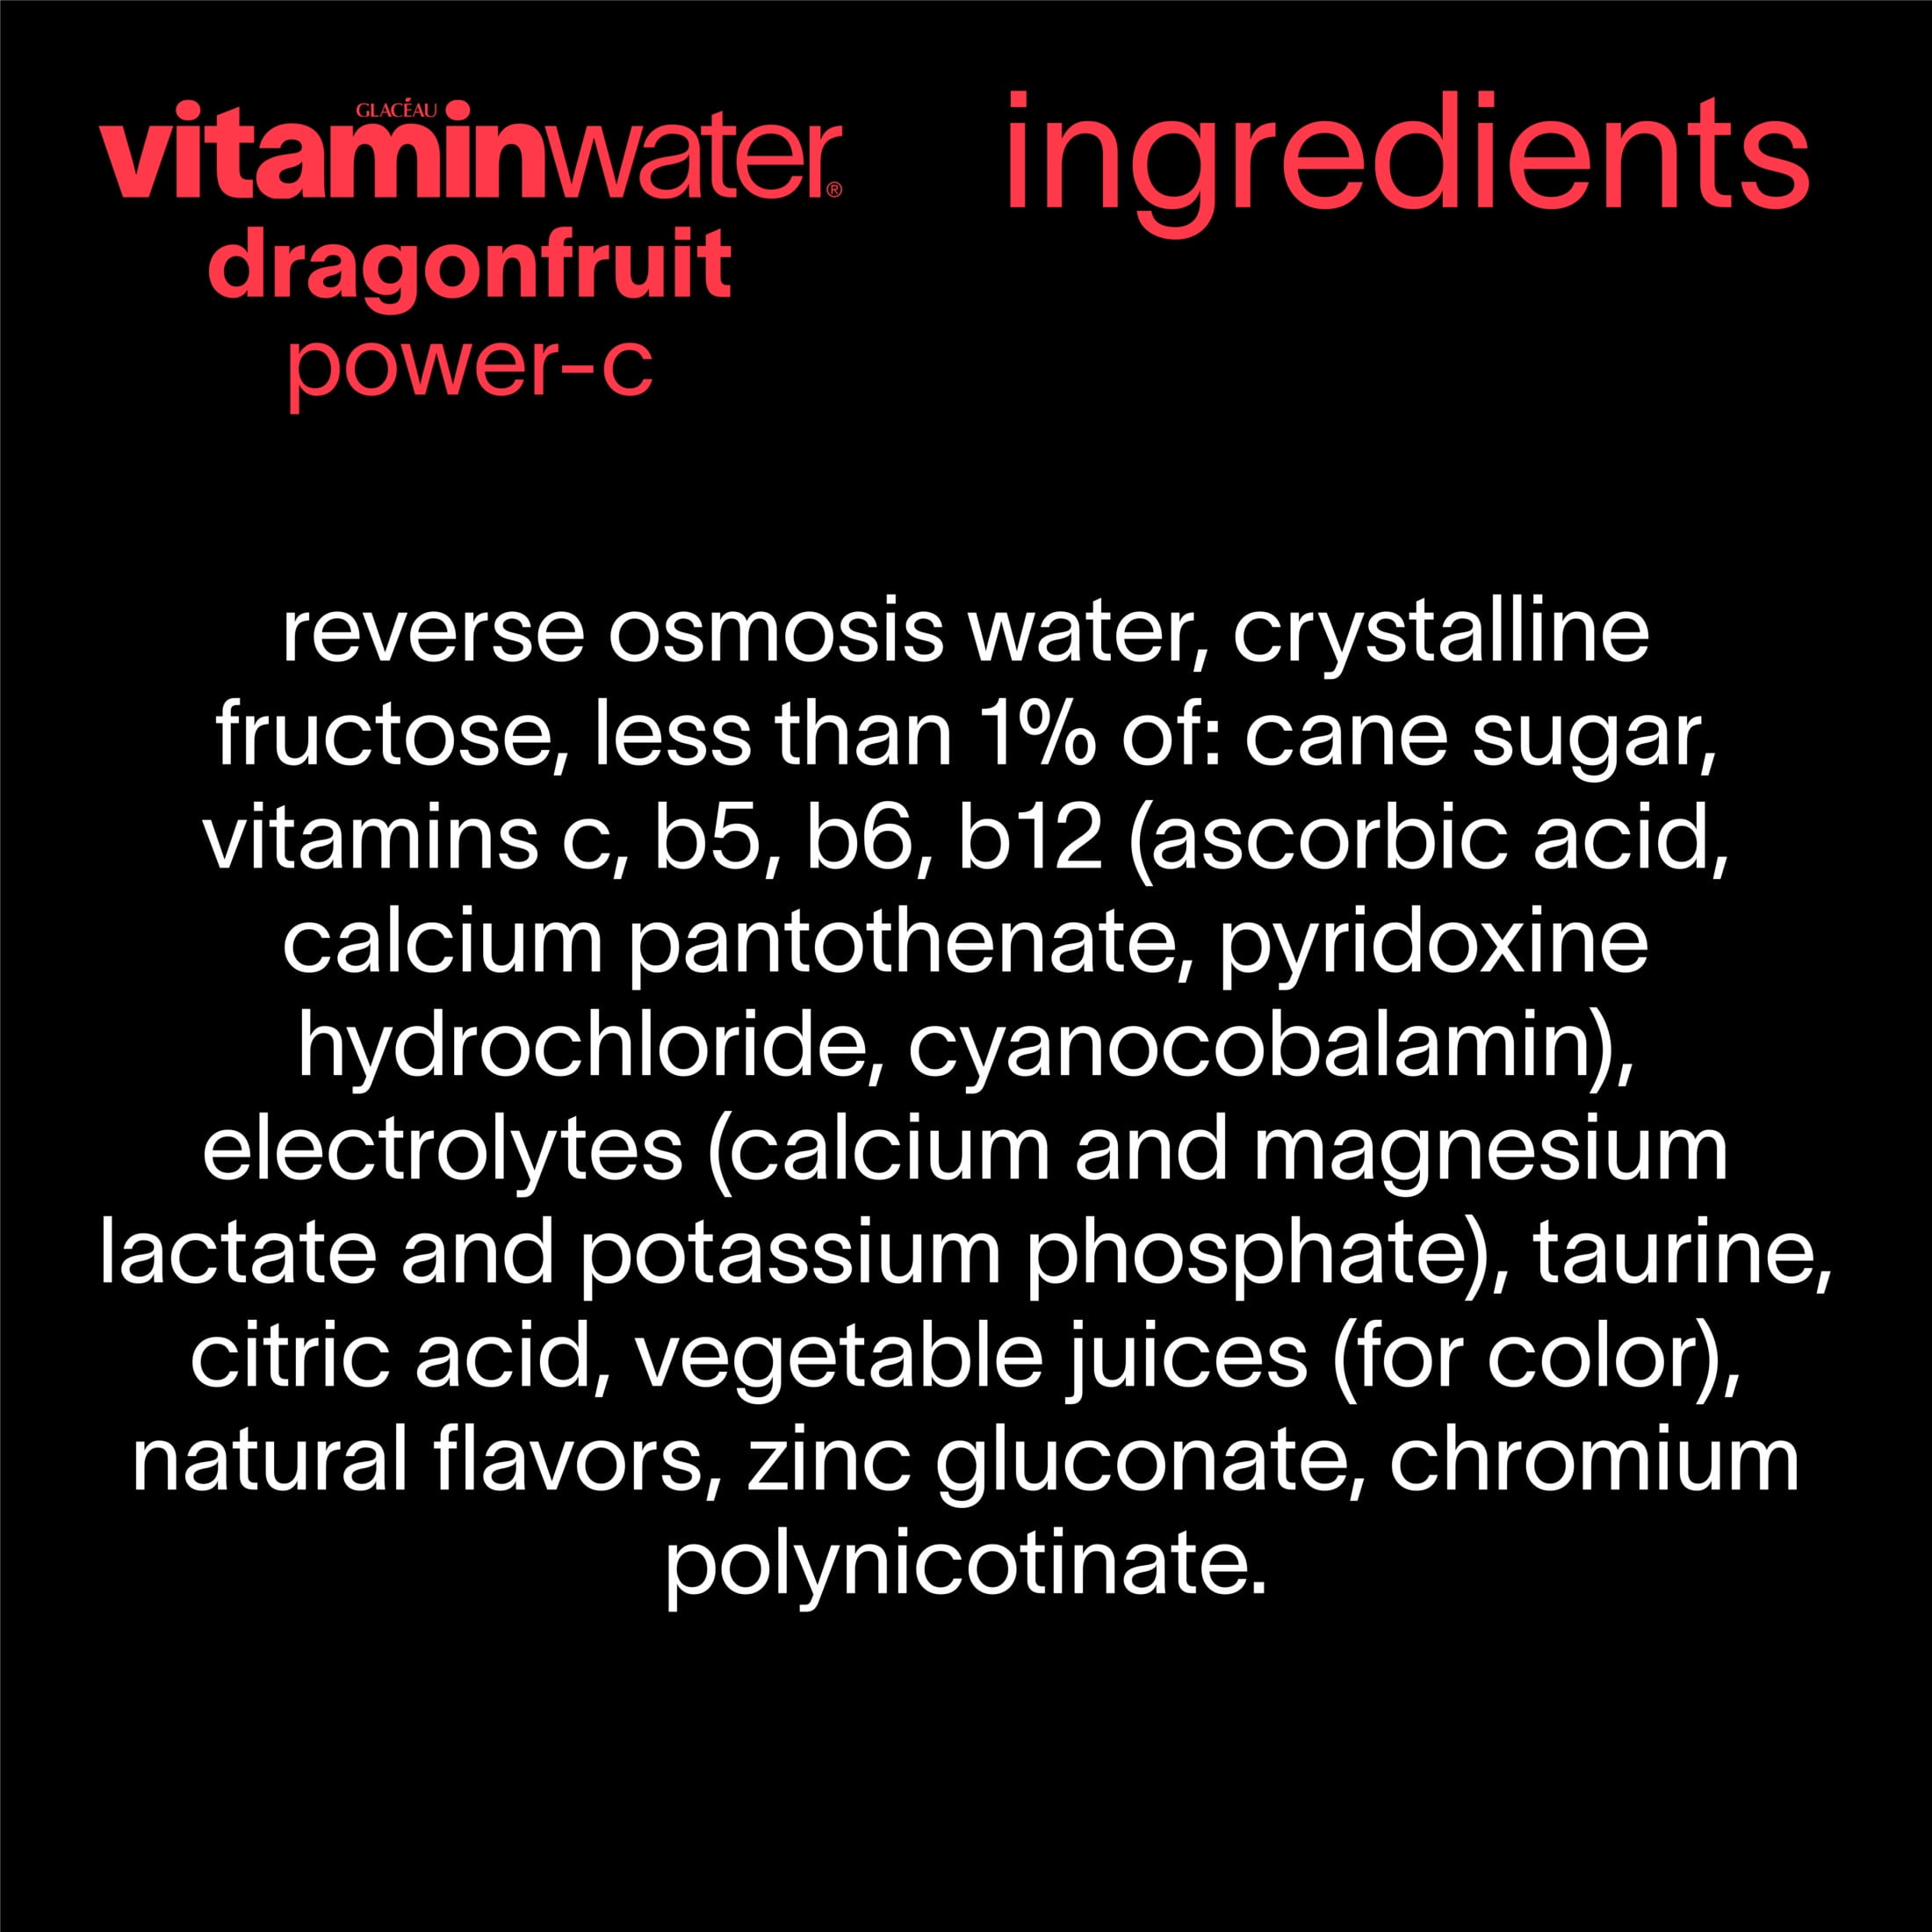 GLACÉAU
vitaminwater®
dragonfruit
power-c
ingredients
reverse osmosis water, crystalline
fructose, less than 1% of: cane sugar,
vitamins c, b5, b6, b12 (ascorbic acid,
calcium pantothenate, pyridoxine
hydrochloride, cyanocobalamin),
electrolytes (calcium and magnesium
lactate and potassium phosphate), taurine,
citric acid, vegetable juices (for color),
natural flavors, zinc gluconate, chromium
polynicotinate.